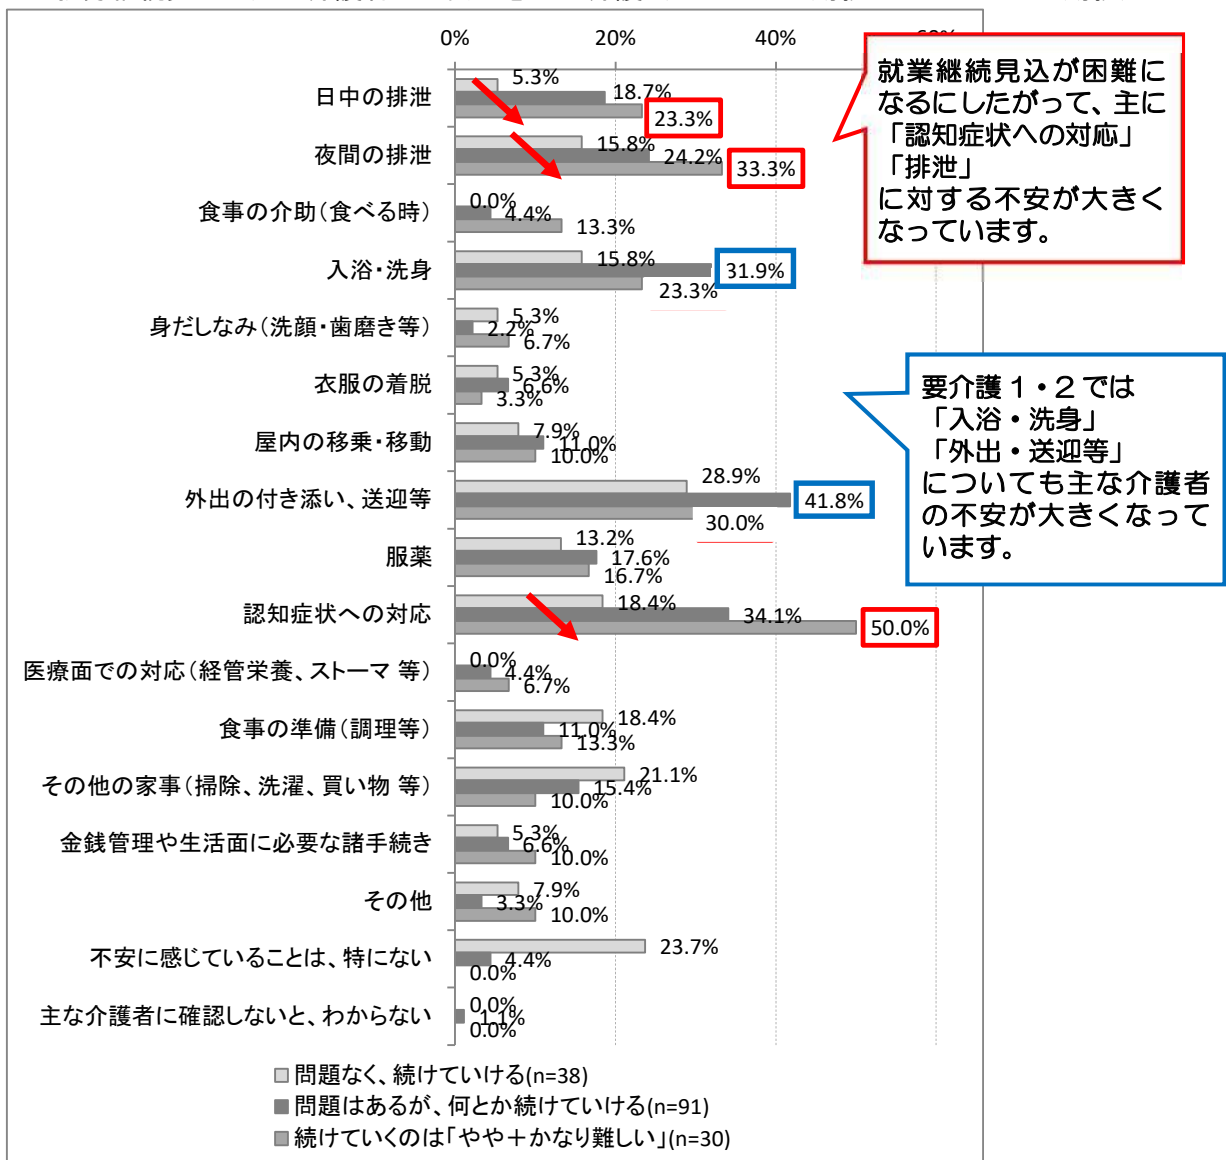 0%
20%
40%
日中の排泄
5.3%
18.7%
23.3%
夜間の排泄
15.8%
24.2%
33.3%
食事の介助(食べる時)
0.0%
4.4%
13.3%
入浴・洗身
15.8%
31.9%
23.3%
身だしなみ(洗顔・歯磨き等)
5.3%
2.2%
6.7%
衣服の着脱
5.3%
6.6%
3.3%
屋内の移乗・移動
7.9%
11.0%
10.0%
外出の付き添い、送迎等
28.9%
41.8%
30.0%
服薬
13.2%
17.6%
16.7%
認知症状への対応
18.4%
34.1%
50.0%
医療面での対応(経管栄養、ストーマ 等)
0.0%
4.4%
6.7%
食事の準備(調理等)
18.4%
11.0%
13.3%
その他の家事(掃除、洗濯、買い物 等)
21.1%
15.4%
10.0%
金銭管理や生活面に必要な諸手続き
5.3%
6.6%
10.0%
その他
7.9%
3.3%
10.0%
不安に感じていることは、特にない
23.7%
4.4%
0.0%
主な介護者に確認しないと、わからない
0.0%
1.1%
0.0%
問題なく、続けていける(n=38)
問題はあるが、何とか続けていける(n=91)
続けていくのは「やや+かなり難しい」(n=30)
就業継続見込が困難に
なるにしたがって、主に
「認知症状への対応」
「排泄」
に対する不安が大きく
なっています。
要介護1・2では
「入浴・洗身」
「外出・送迎等」
についても主な介護者
の不安が大きくなって
います。